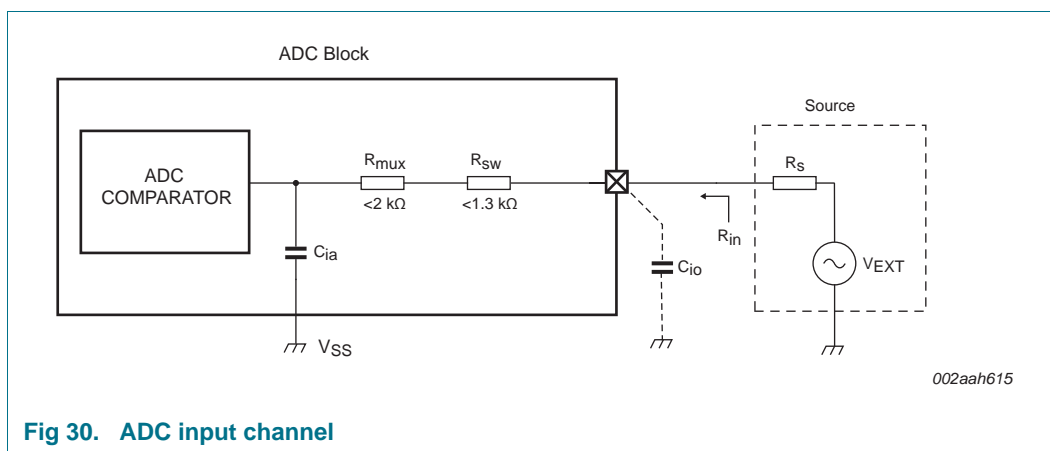 ADC Block
Source
ADC
COMPARATOR
Rmux
<2 kΩ
Rsw
<1.3 kΩ
Rs
Rin
Cia
Cio
VEXT
VSS
002aah615
Fig 30. ADC input channel